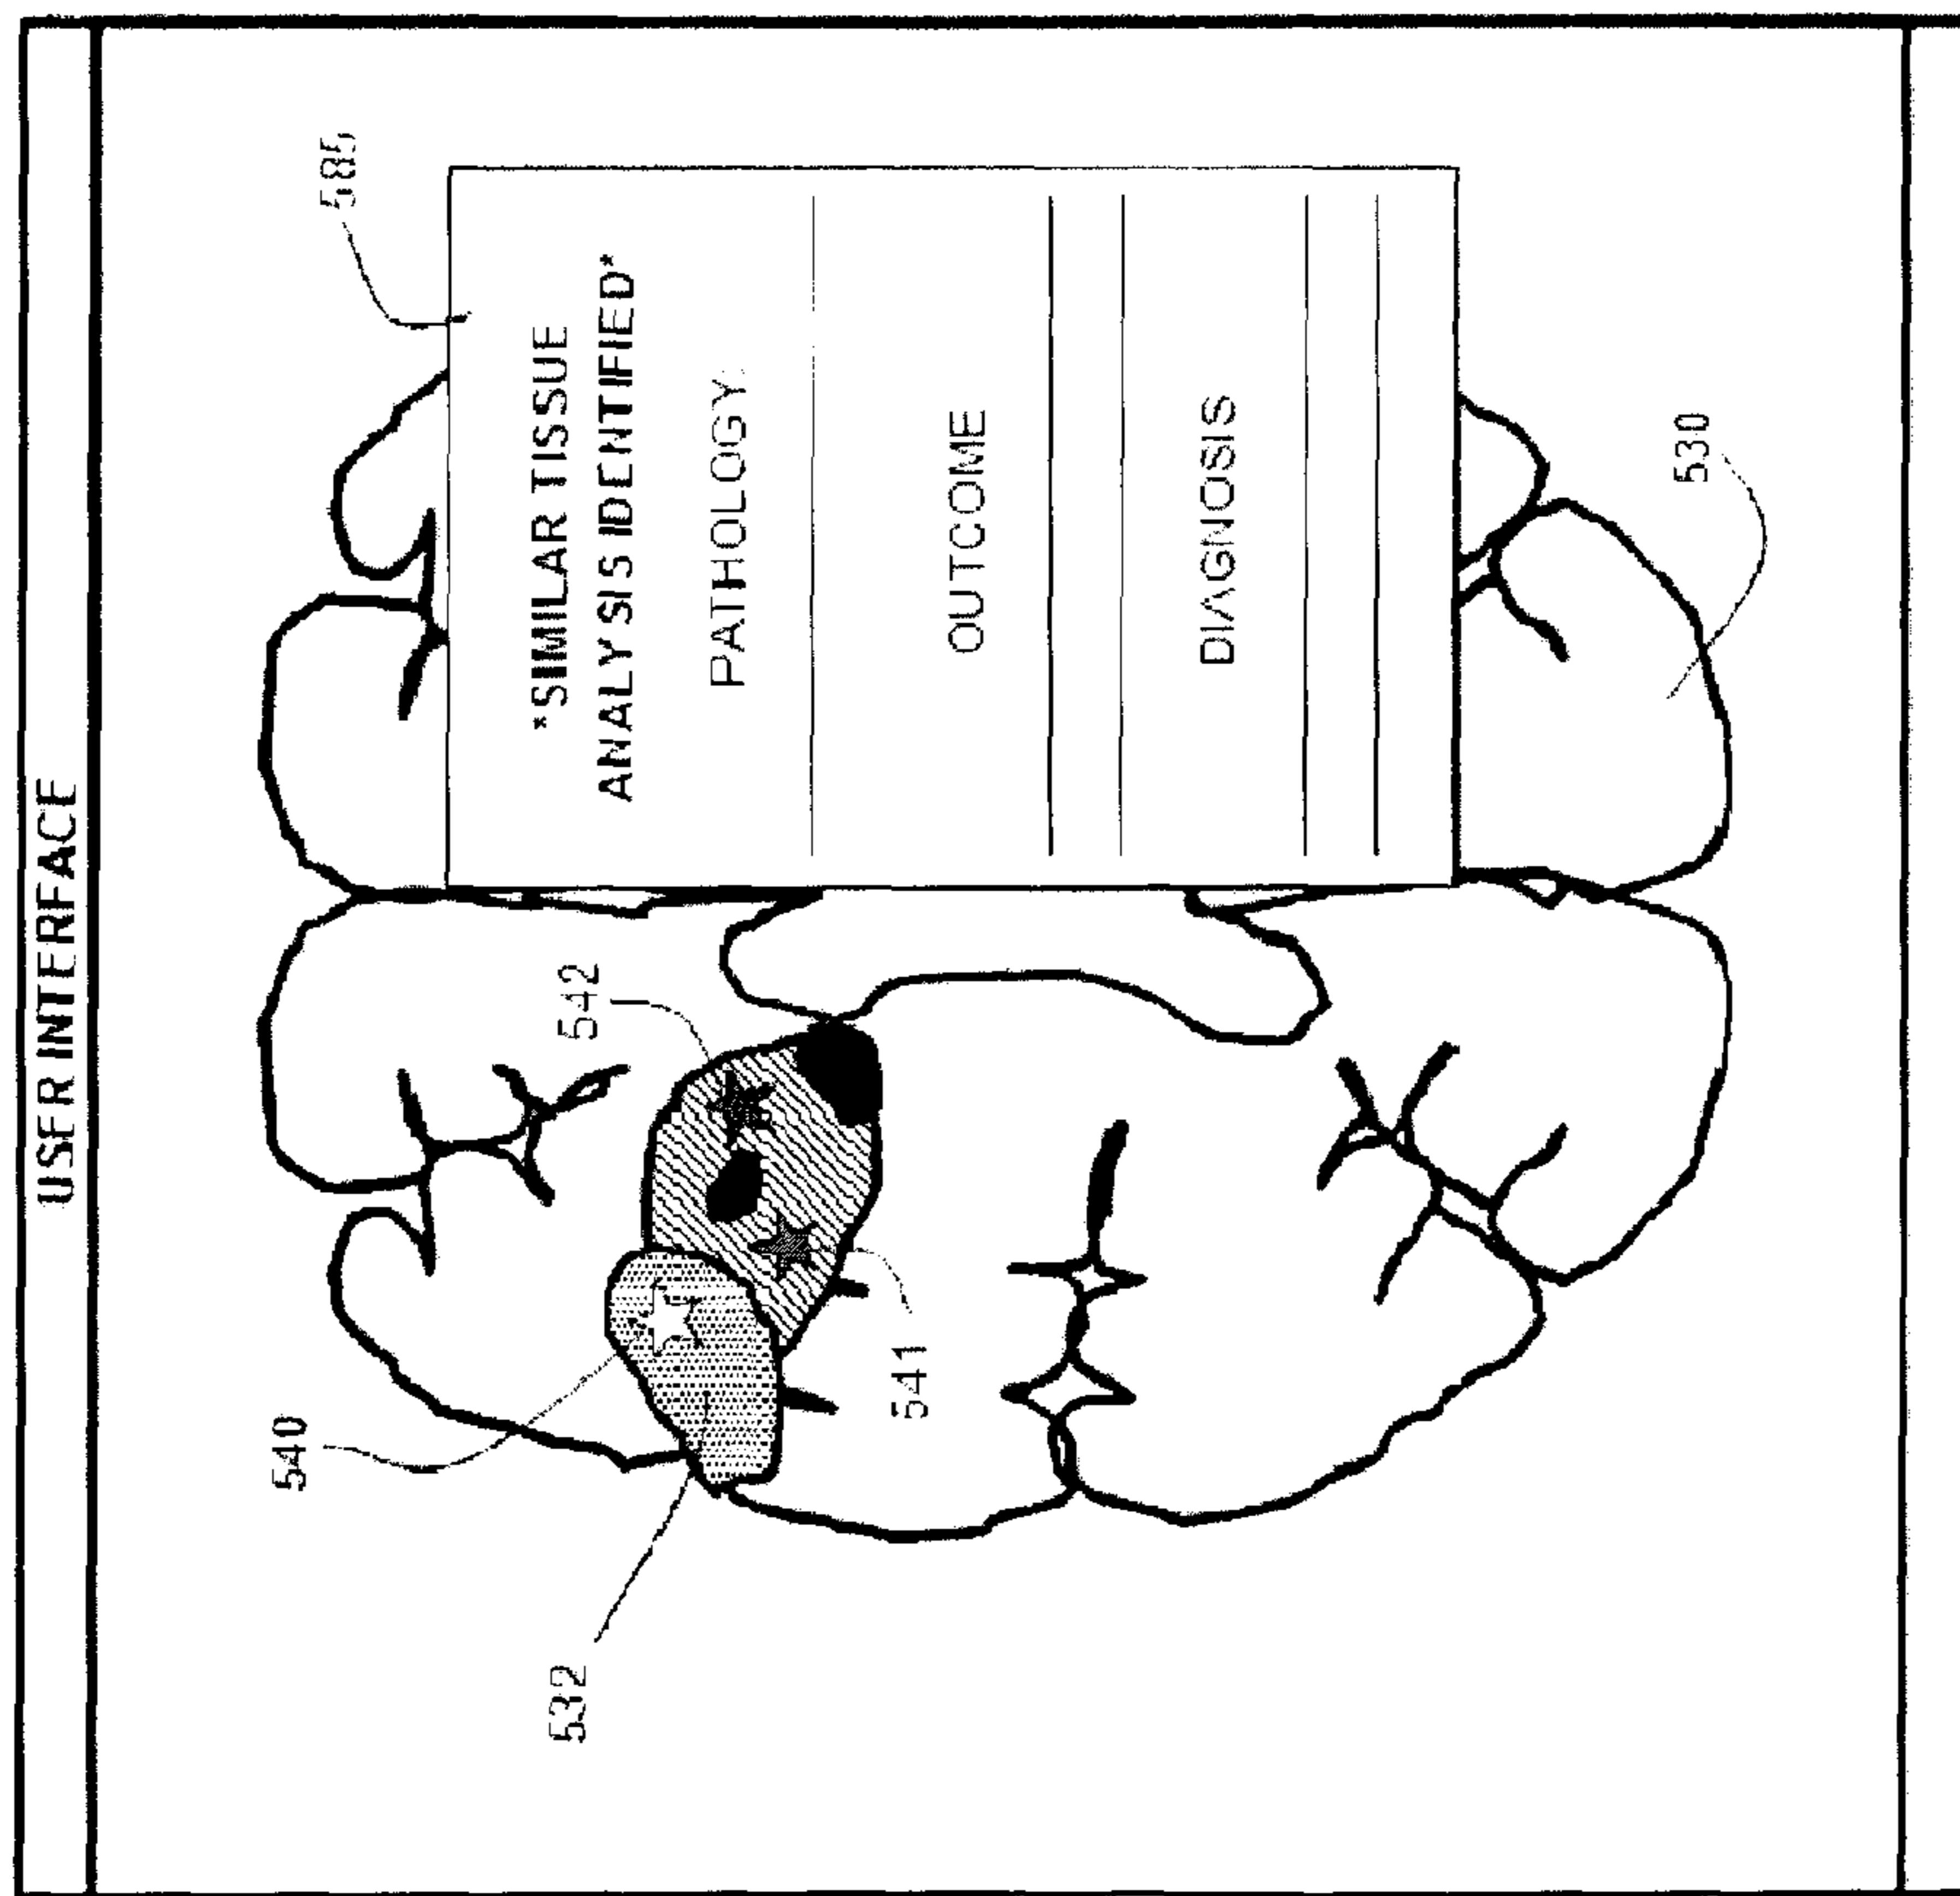 USER INTERFACE
585
*SIMILAR TISSUE
ANALYSIS IDENTIFIED*
PATHOLOGY
OUTCOME
DIAGNOSIS
530
542
540
541
532